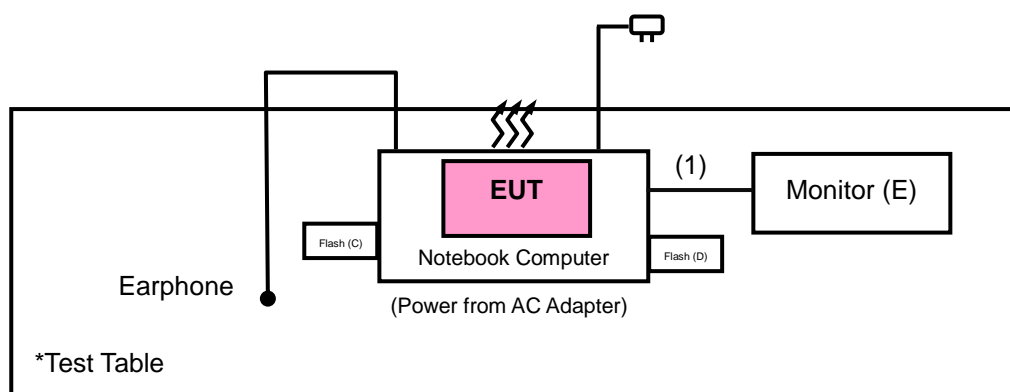 (1)
EUT
Monitor (E)
Flash (C)
Notebook Computer
Flash (D)
Earphone
(Power from AC Adapter)
*Test Table